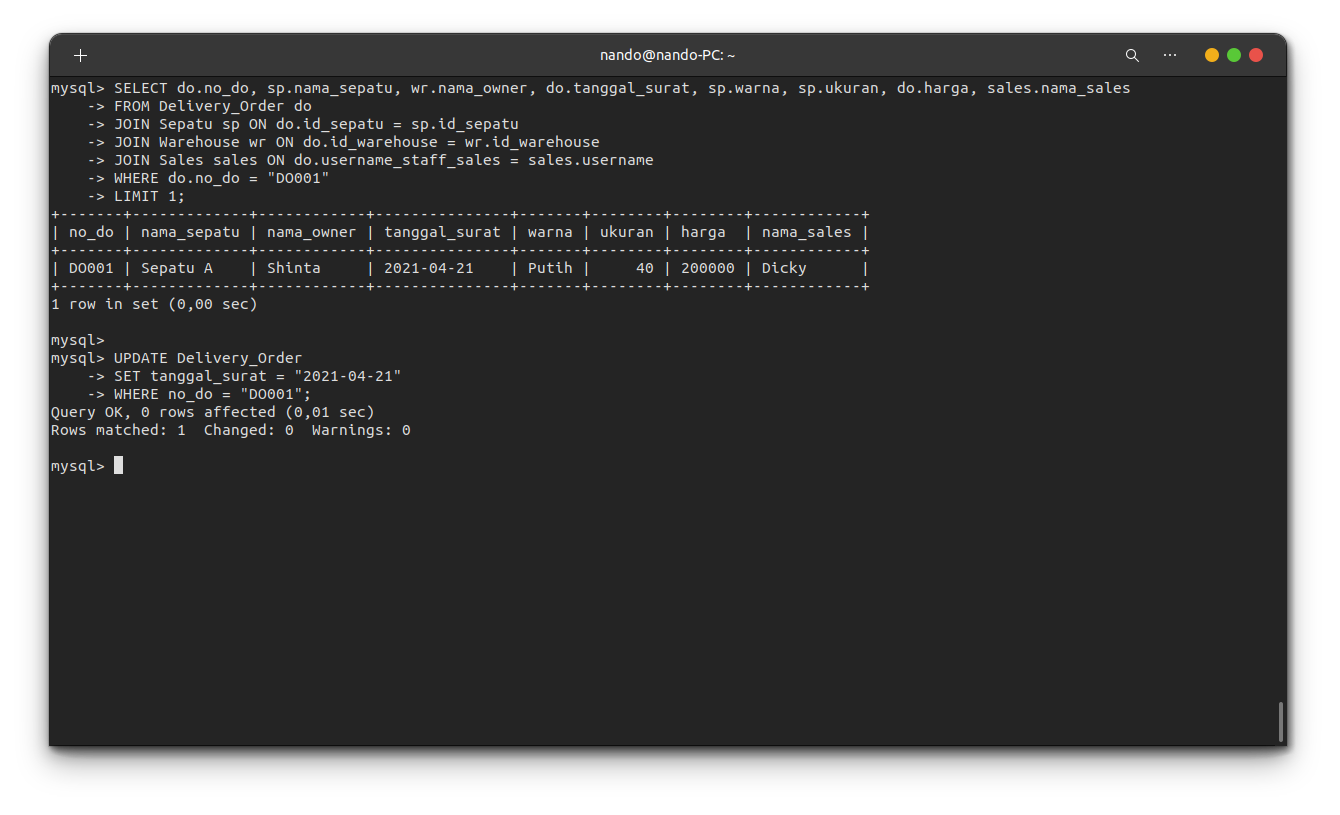 nando@nando-PC: ~
mysql> SELECT do.no_do, sp.nama_sepatu, wr.nama_owner, do.tanggal_surat, sp.warna, sp.ukuran, do.harga, sales.nama_sales
    -> FROM Delivery_Order do
    -> JOIN Sepatu sp ON do.id_sepatu = sp.id_sepatu
    -> JOIN Warehouse wr ON do.id_warehouse = wr.id_warehouse
    -> JOIN Sales sales ON do.username_staff_sales = sales.username
    -> WHERE do.no_do = "DO001"
    -> LIMIT 1;
+-------+-------------+------------+---------------+-------+--------+--------+------------+
| no_do | nama_sepatu | nama_owner | tanggal_surat | warna | ukuran | harga  | nama_sales |
+-------+-------------+------------+---------------+-------+--------+--------+------------+
| DO001 | Sepatu A    | Shinta     | 2021-04-21    | Putih |     40 | 200000 | Dicky      |
+-------+-------------+------------+---------------+-------+--------+--------+------------+
1 row in set (0,00 sec)

mysql>
mysql> UPDATE Delivery_Order
    -> SET tanggal_surat = "2021-04-21"
    -> WHERE no_do = "DO001";
Query OK, 0 rows affected (0,01 sec)
Rows matched: 1  Changed: 0  Warnings: 0

mysql>